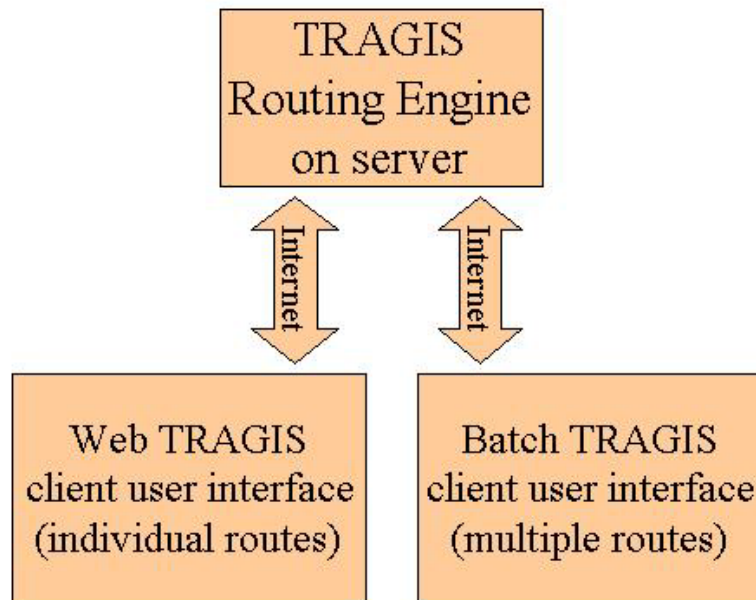 TRAGIS
Routing Engine
on server
Internet
Internet
Web TRAGIS
client user interface
(individual routes)
Batch TRAGIS
client user interface
(multiple routes)